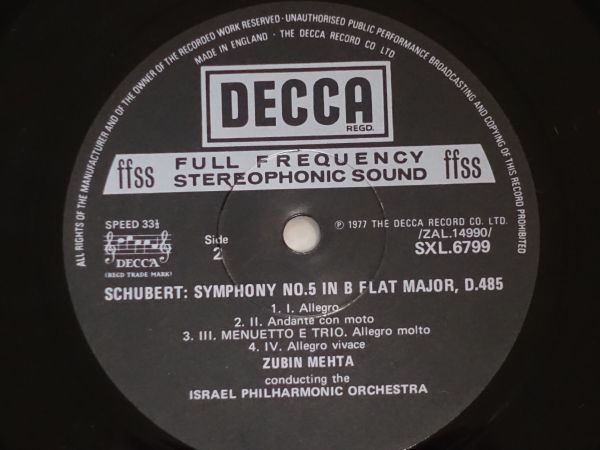 ALL RIGHTS OF THE MANUFACTURER AND OF THE OWNER OF THE RECORDED WORK RESERVED · UNAUTHORISED PUBLIC PERFORMANCE BROADCASTING AND COPYING OF THIS RECORD PROHIBITED
MADE IN ENGLAND · THE DECCA RECORD CO LTD
DECCA
REGD.
ffss FULL FREQUENCY STEREOPHONIC SOUND ffss
SPEED 33⅓
DECCA
(REGD TRADE MARK)
Side
2
℗ 1977 THE DECCA RECORD CO. LTD.
/ZAL.14990/
SXL.6799
SCHUBERT: SYMPHONY NO.5 IN B FLAT MAJOR, D.485
1. I. Allegro
2. II. Andante con moto
3. III. MENUETTO E TRIO. Allegro molto
4. IV. Allegro vivace
ZUBIN MEHTA
conducting the
ISRAEL PHILHARMONIC ORCHESTRA